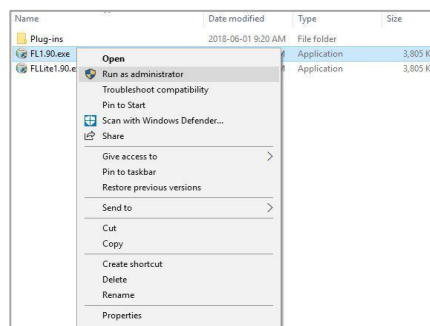 Name Date modified Type Size
Plug-ins 2018-06-01 9:20 AM File folder
FL1.90.exe Application 3,805 K
FLLite1.90.e Application 3,805 K
Open
Run as administrator
Troubleshoot compatibility
Pin to Start
Scan with Windows Defender...
Share
Give access to
Pin to taskbar
Restore previous versions
Send to
Cut
Copy
Create shortcut
Delete
Rename
Properties